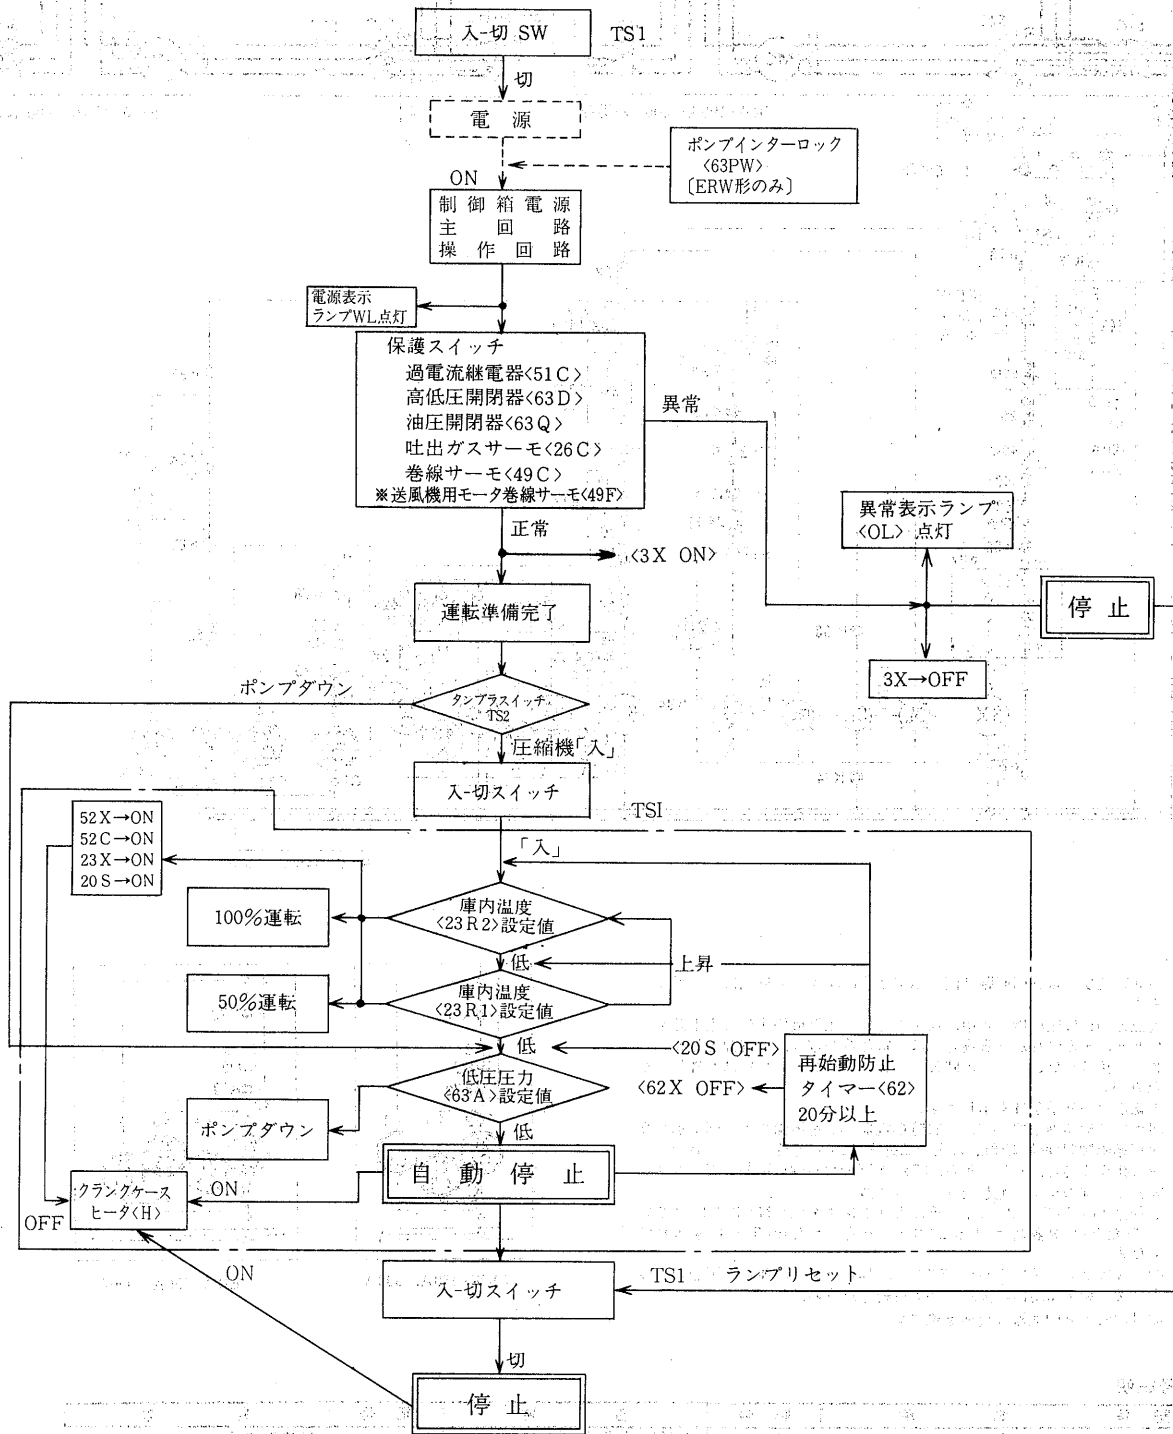 入-切 SW
TS1
切
電 源
ポンプインターロック
<63PW>
〔ERW形のみ〕
ON
制 御 箱 電 源
主 回 路
操 作 回 路
電源表示
ランプWL点灯
保護スイッチ
過電流継電器<51C>
高低圧開閉器<63D>
油圧開閉器<63Q>
吐出ガスサーモ<26C>
巻線サーモ<49C>
※送風機用モータ巻線サーモ<49F>
異常
正常
<3X ON>
異常表示ランプ
<OL> 点灯
停 止
3X→OFF
運転準備完了
ポンプダウン
タンブラスイッチ
TS2
圧縮機「入」
入-切スイッチ
TSI
52X→ON
52C→ON
23X→ON
20S→ON
「入」
100%運転
庫内温度
<23R2>設定値
低
上昇
50%運転
庫内温度
<23R1>設定値
低
<20S OFF>
低圧圧力
<63A>設定値
<62X OFF>
再始動防止
タイマー<62>
20分以上
ポンプダウン
低
自 動 停 止
クランクケース
ヒータ<H>
ON
OFF
ON
TS1 ランプリセット
入-切スイッチ
切
停 止